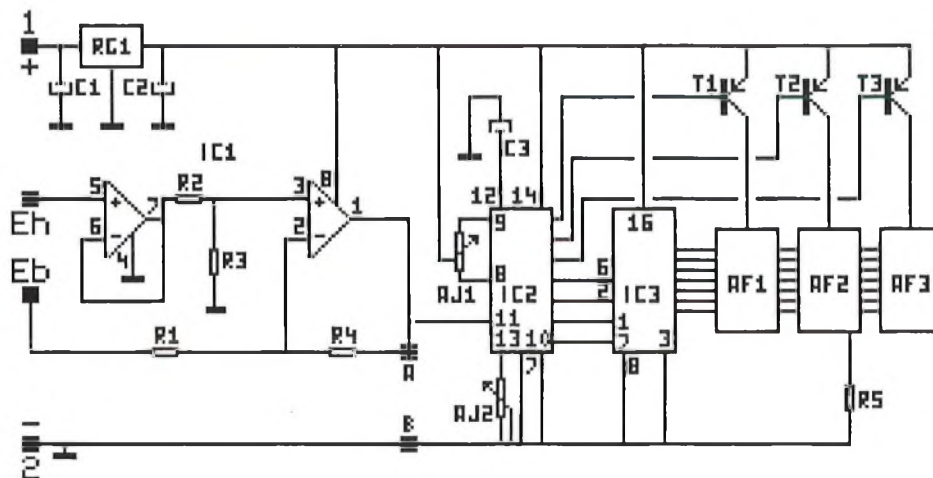 1
+
RG1
C1
C2
T1
T2
T3
C3
IC1
12
14
Eh
5
6
7
4
R2
R3
3
2
8
1
9
8
16
6
2
AJ1
IC2
IC3
AF1
AF2
AF3
Eb
11
13
10
7
1
7
3
8
R1
R4
A
AJ2
R5
B
2